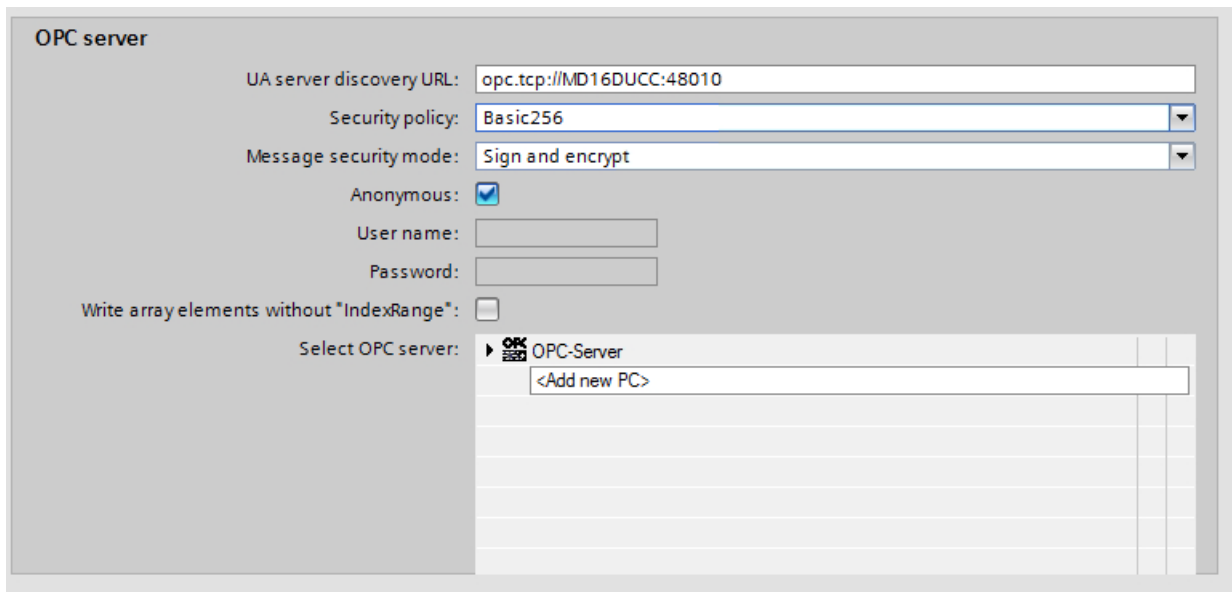 OPC server
UA server discovery URL: opc.tcp://MD16DUCC:48010
Security policy: Basic256
Message security mode: Sign and encrypt
Anonymous:
User name:
Password:
Write array elements without "IndexRange":
Select OPC server: OPC-Server
<Add new PC>